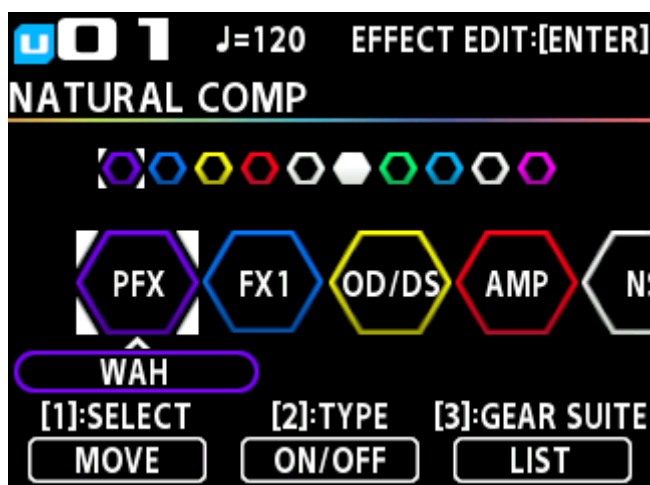 U01 ♩=120 EFFECT EDIT:[ENTER]
NATURAL COMP
PFX FX1 OD/DS AMP
WAH
[1]:SELECT [2]:TYPE [3]:GEAR SUITE
MOVE ON/OFF LIST